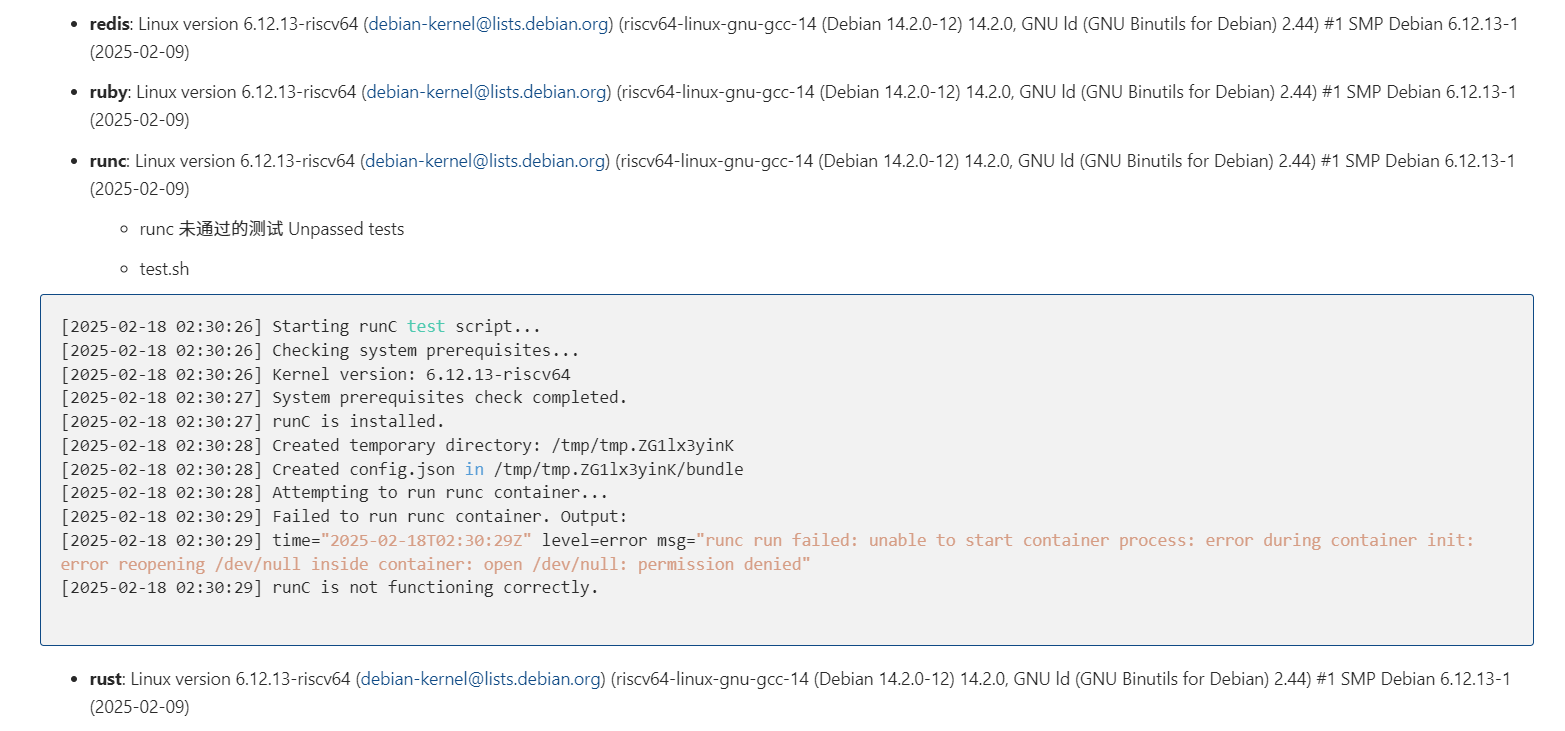 redis: Linux version 6.12.13-riscv64 (debian-kernel@lists.debian.org) (riscv64-linux-gnu-gcc-14 (Debian 14.2.0-12) 14.2.0, GNU ld (GNU Binutils for Debian) 2.44) #1 SMP Debian 6.12.13-1
(2025-02-09)
ruby: Linux version 6.12.13-riscv64 (debian-kernel@lists.debian.org) (riscv64-linux-gnu-gcc-14 (Debian 14.2.0-12) 14.2.0, GNU ld (GNU Binutils for Debian) 2.44) #1 SMP Debian 6.12.13-1
(2025-02-09)
runc: Linux version 6.12.13-riscv64 (debian-kernel@lists.debian.org) (riscv64-linux-gnu-gcc-14 (Debian 14.2.0-12) 14.2.0, GNU ld (GNU Binutils for Debian) 2.44) #1 SMP Debian 6.12.13-1
(2025-02-09)
runc 未通过的测试 Unpassed tests
test.sh
[2025-02-18 02:30:26] Starting runC test script...
[2025-02-18 02:30:26] Checking system prerequisites...
[2025-02-18 02:30:26] Kernel version: 6.12.13-riscv64
[2025-02-18 02:30:27] System prerequisites check completed.
[2025-02-18 02:30:27] runC is installed.
[2025-02-18 02:30:28] Created temporary directory: /tmp/tmp.ZG1lx3yinK
[2025-02-18 02:30:28] Created config.json in /tmp/tmp.ZG1lx3yinK/bundle
[2025-02-18 02:30:28] Attempting to run runc container...
[2025-02-18 02:30:29] Failed to run runc container. Output:
[2025-02-18 02:30:29] time="2025-02-18T02:30:29Z" level=error msg="runc run failed: unable to start container process: error during container init:
error reopening /dev/null inside container: open /dev/null: permission denied"
[2025-02-18 02:30:29] runC is not functioning correctly.
rust: Linux version 6.12.13-riscv64 (debian-kernel@lists.debian.org) (riscv64-linux-gnu-gcc-14 (Debian 14.2.0-12) 14.2.0, GNU ld (GNU Binutils for Debian) 2.44) #1 SMP Debian 6.12.13-1
(2025-02-09)